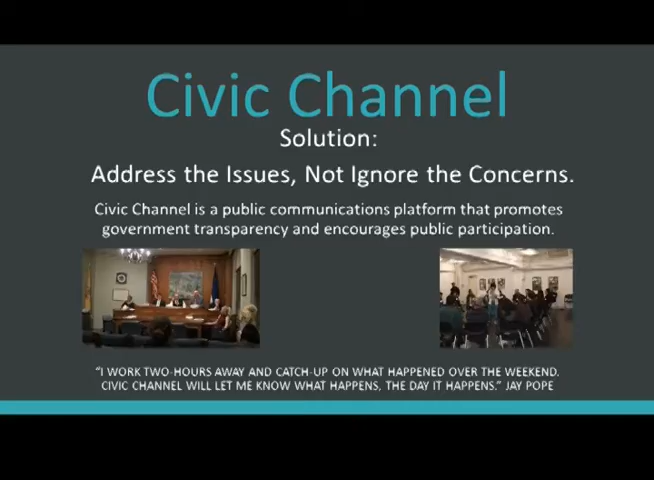 Civic Channel
Solution:
Address the Issues, Not Ignore the Concerns.
Civic Channel is a public communications platform that promotes
government transparency and encourages public participation.
“I WORK TWO-HOURS AWAY AND CATCH-UP ON WHAT HAPPENED OVER THE WEEKEND.
CIVIC CHANNEL WILL LET ME KNOW WHAT HAPPENS, THE DAY IT HAPPENS.” JAY POPE